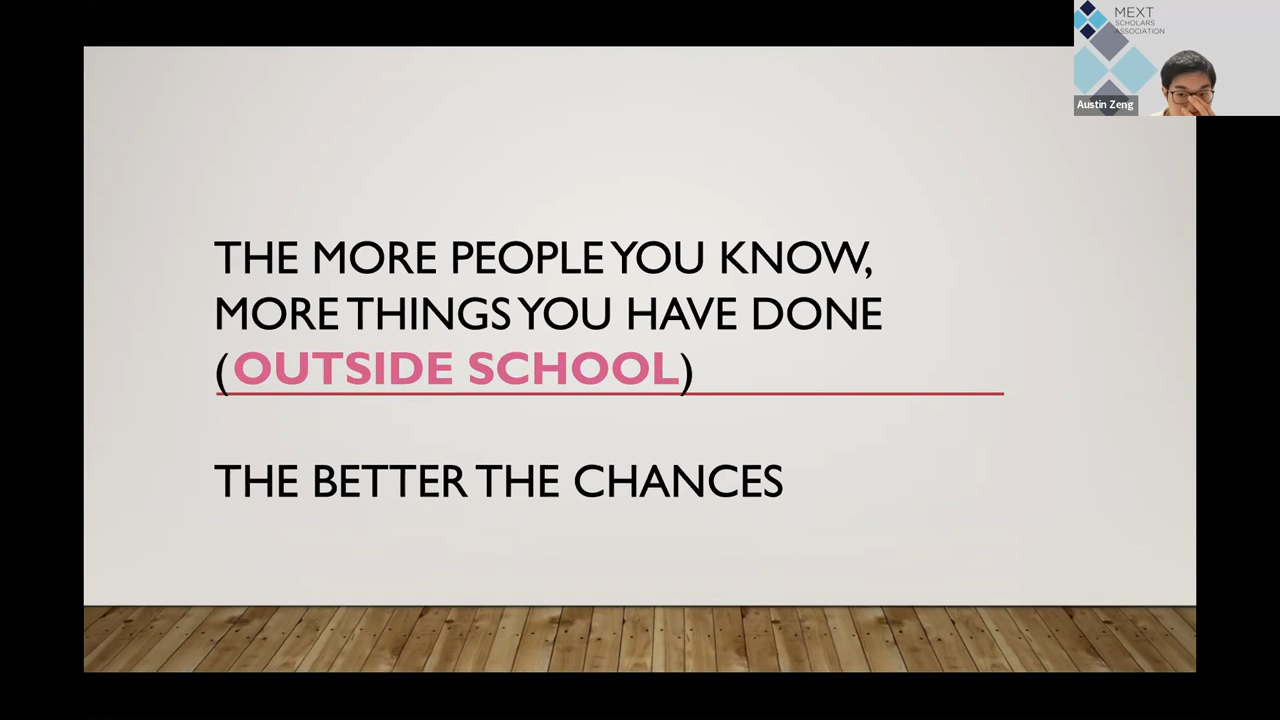 MEXT
SCHOLARS
ASSOCIATION
Austin Zeng
THE MORE PEOPLE YOU KNOW,
MORE THINGS YOU HAVE DONE
(OUTSIDE SCHOOL)
THE BETTER THE CHANCES